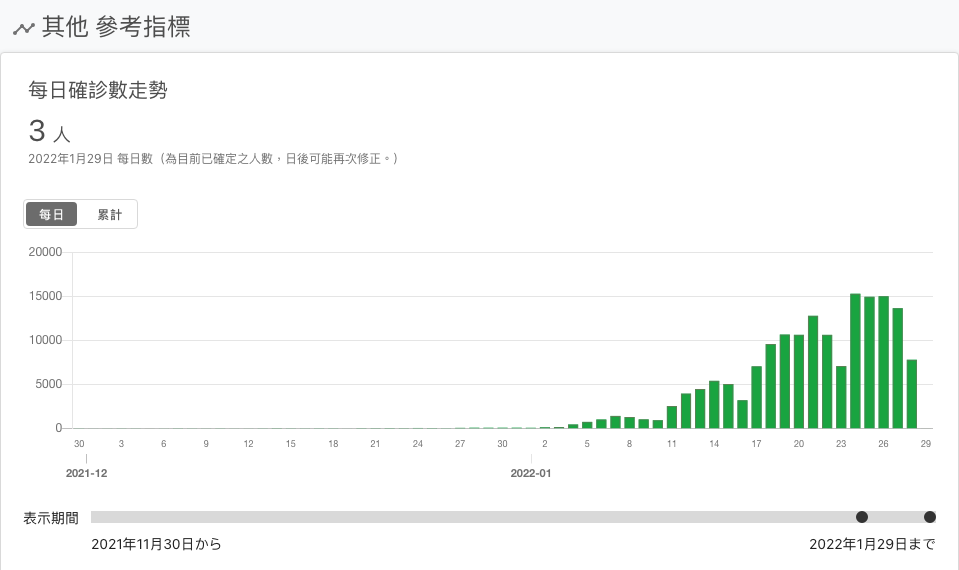 其他 參考指標
每日確診數走勢
3 人
2022年1月29日 每日數（為目前已確定之人數，日後可能再次修正。）
每日 累計
20000
15000
10000
5000
0
30 3 6 9 12 15 18 21 24 27 30 2 5 8 11 14 17 20 23 26 29
2021-12 2022-01
表示期間
2021年11月30日から 2022年1月29日まで